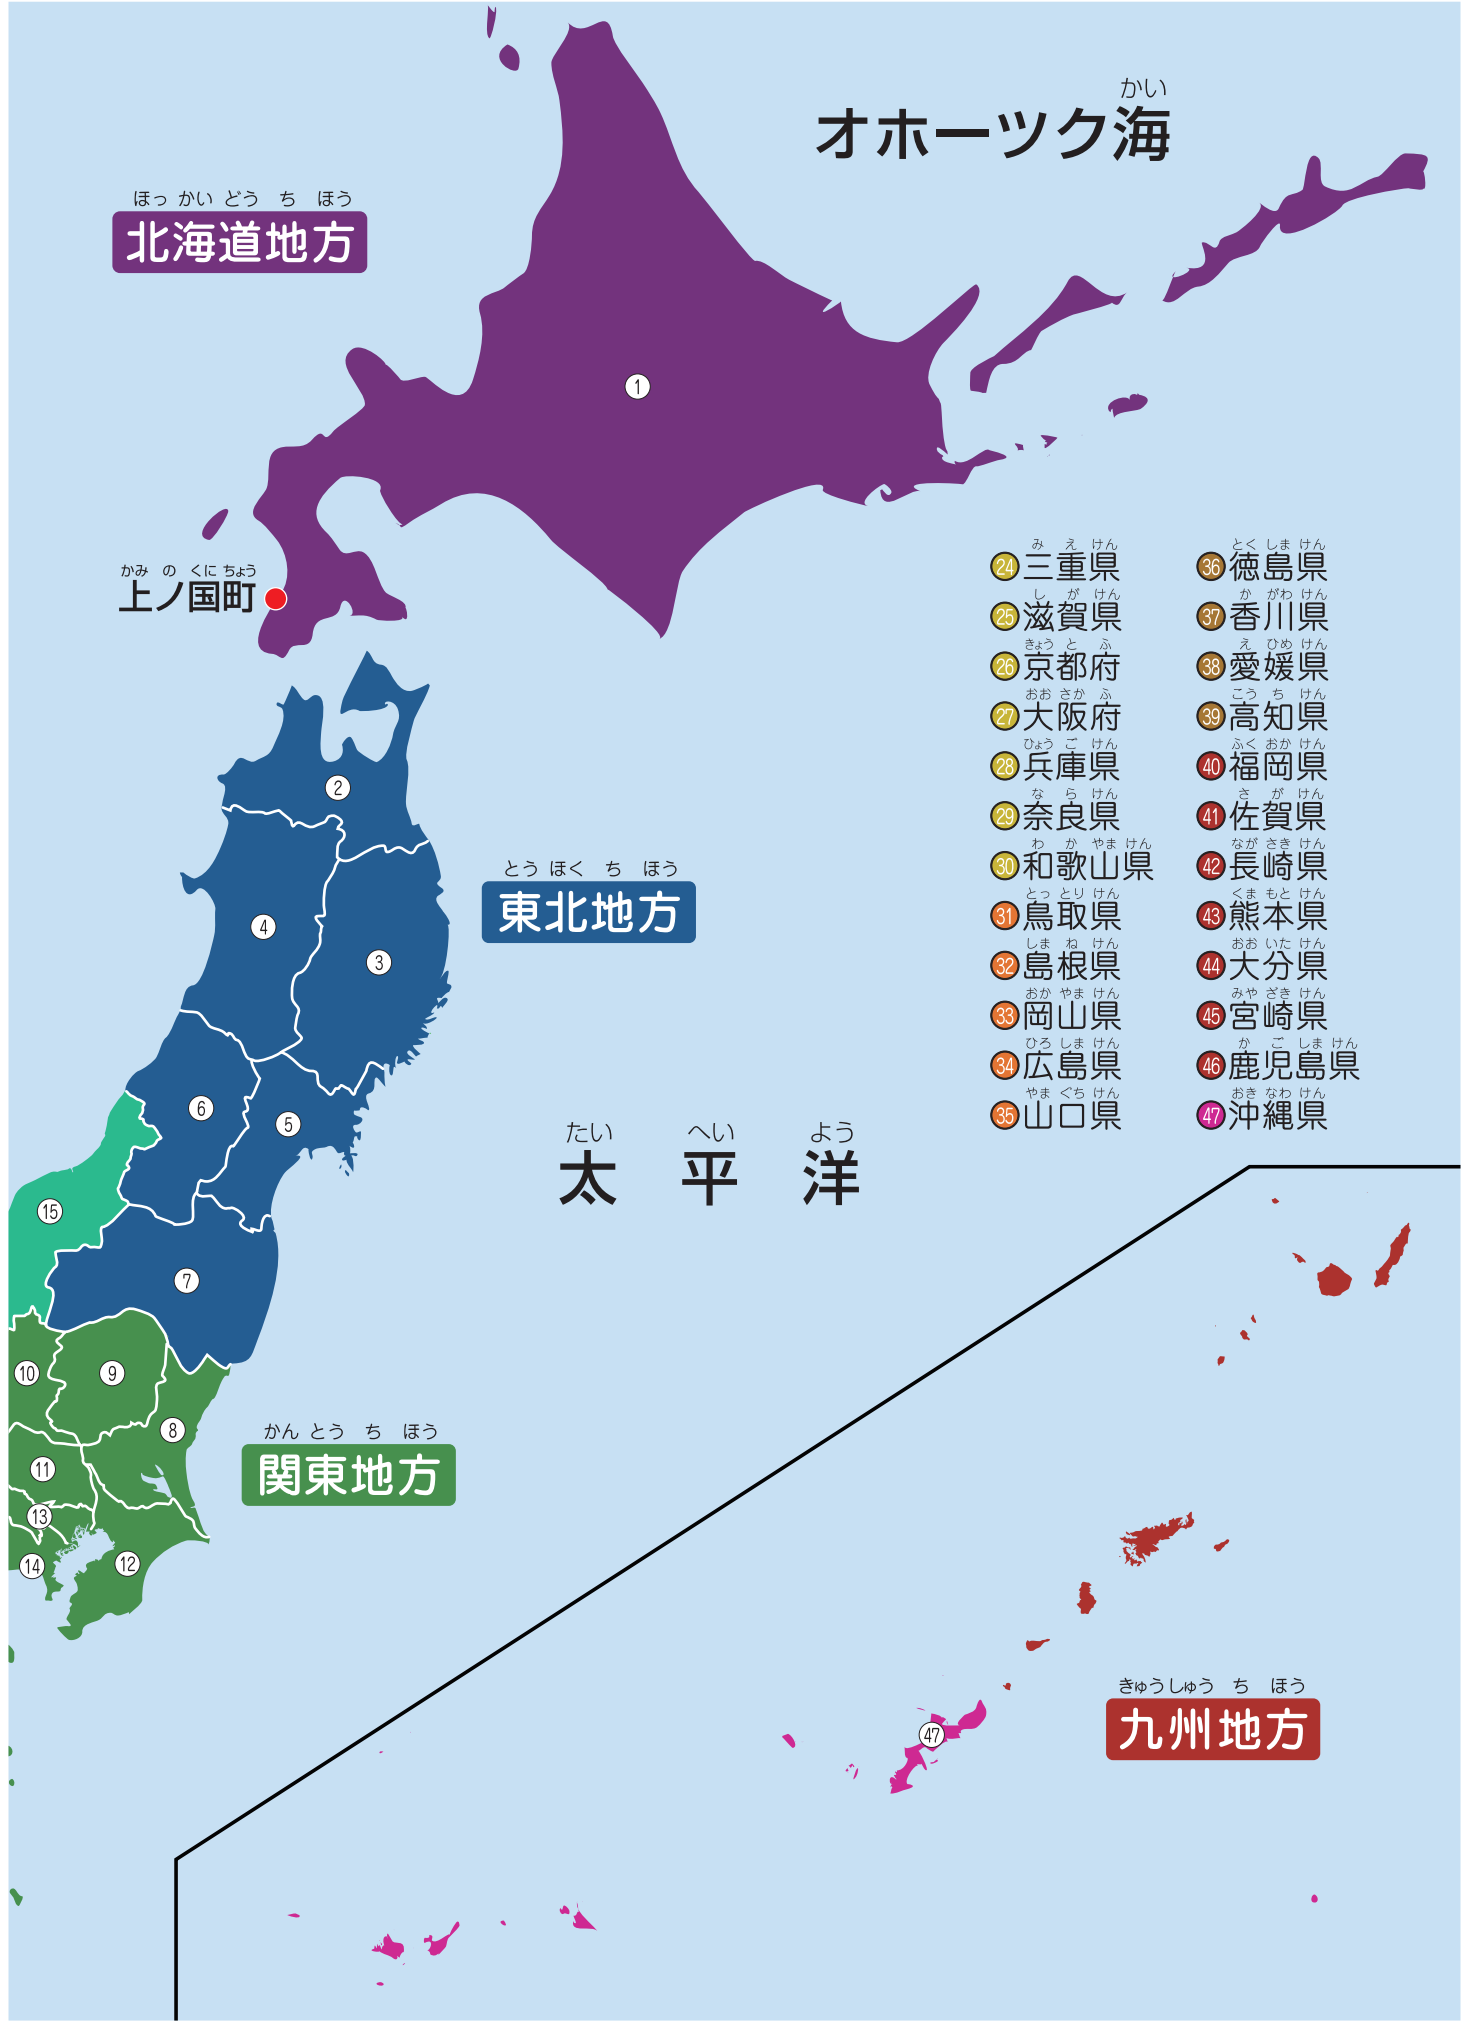 かい
オホーツク海
ほっ かい どう ち ほう
北海道地方
かみ の くに ちょう
上ノ国町
1
2
とう ほく ち ほう
東北地方
4
3
6
5
たい へい よう
太平洋
15
7
10
9
8
かん とう ち ほう
関東地方
11
13
14
12
み え けん
24 三重県
し が けん
25 滋賀県
きょう と ふ
26 京都府
おお さか ふ
27 大阪府
ひょう ご けん
28 兵庫県
な ら けん
29 奈良県
わ か やま けん
30 和歌山県
とっ とり けん
31 鳥取県
しま ね けん
32 島根県
おか やま けん
33 岡山県
ひろ しま けん
34 広島県
やま ぐち けん
35 山口県
とく しま けん
36 徳島県
か がわ けん
37 香川県
え ひめ けん
38 愛媛県
こう ち けん
39 高知県
ふく おか けん
40 福岡県
さ が けん
41 佐賀県
なが さき けん
42 長崎県
くま もと けん
43 熊本県
おお いた けん
44 大分県
みや ざき けん
45 宮崎県
か ご しま けん
46 鹿児島県
おき なわ けん
47 沖縄県
きゅう しゅう ち ほう
九州地方
47